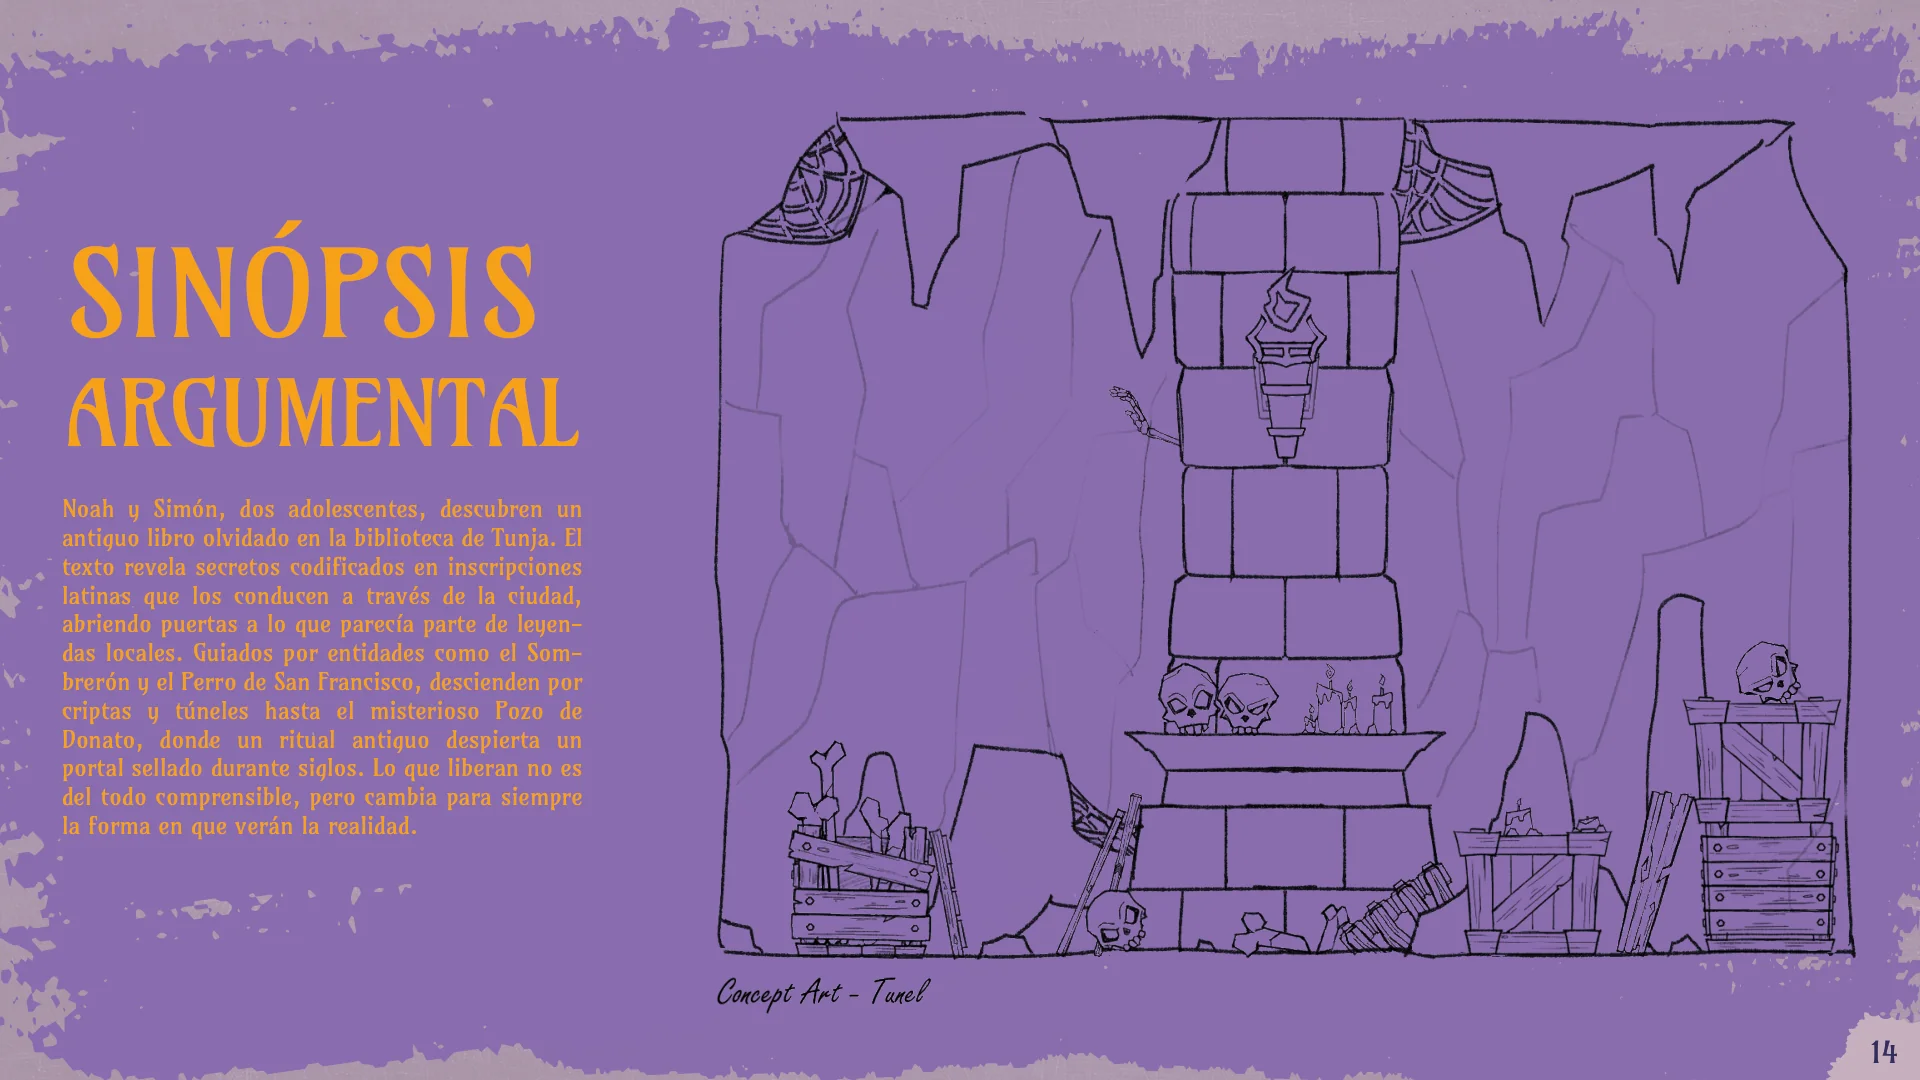 SINÓPSIS
ARGUMENTAL
Noah y Simón, dos adolescentes, descubren un
antiguo libro olvidado en la biblioteca de Tunja. El
texto revela secretos codificados en inscripciones
latinas que los conducen a través de la ciudad,
abriendo puertas a lo que parecía parte de leyen-
das locales. Guiados por entidades como el Som-
brerón y el Perro de San Francisco, descienden por
criptas y túneles hasta el misterioso Pozo de
Donato, donde un ritual antiguo despierta un
portal sellado durante siglos. Lo que liberan no es
del todo comprensible, pero cambia para siempre
la forma en que verán la realidad.
Concept Art - Tunel
14